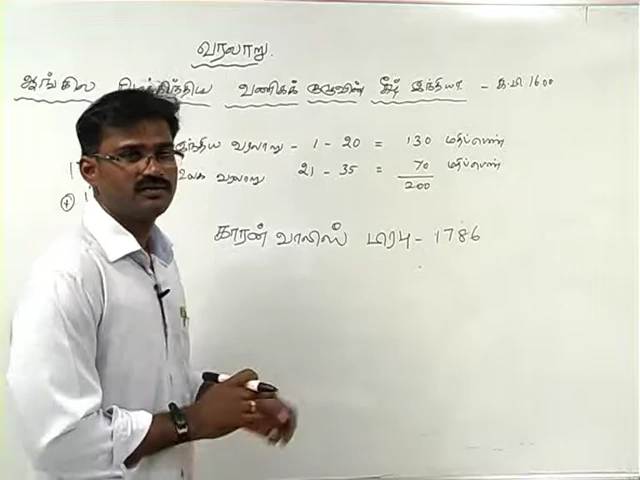 வரலாறு.
ஆங்கில கிழக்கிந்திய வணிகக் குழுவின் கீழ் இந்தியா. - கி.பி 1600
இந்திய வரலாறு - 1 - 20 = 130 மதிப்பெண்
உலக வரலாறு 21 - 35 = 70 மதிப்பெண்
200
காரன் வாலிஸ் பிரபு - 1786